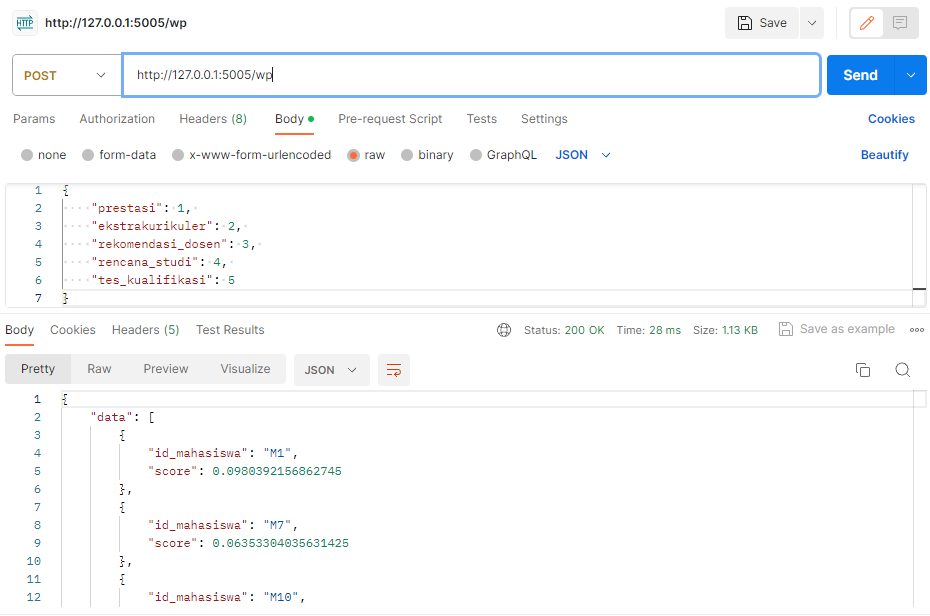 HTTP http://127.0.0.1:5005/wp Save
POST http://127.0.0.1:5005/wp Send
Params Authorization Headers (8) Body Pre-request Script Tests Settings Cookies
none form-data x-www-form-urlencoded raw binary GraphQL JSON Beautify
1 {
2 "prestasi": 1,
3 "ekstrakurikuler": 2,
4 "rekomendasi_dosen": 3,
5 "rencana_studi": 4,
6 "tes_kualifikasi": 5
7 }
Body Cookies Headers (5) Test Results Status: 200 OK Time: 28 ms Size: 1.13 KB Save as example
Pretty Raw Preview Visualize JSON
1 {
2 "data": [
3 {
4 "id_mahasiswa": "M1",
5 "score": 0.0980392156862745
6 },
7 {
8 "id_mahasiswa": "M7",
9 "score": 0.06353304035631425
10 },
11 {
12 "id_mahasiswa": "M10",